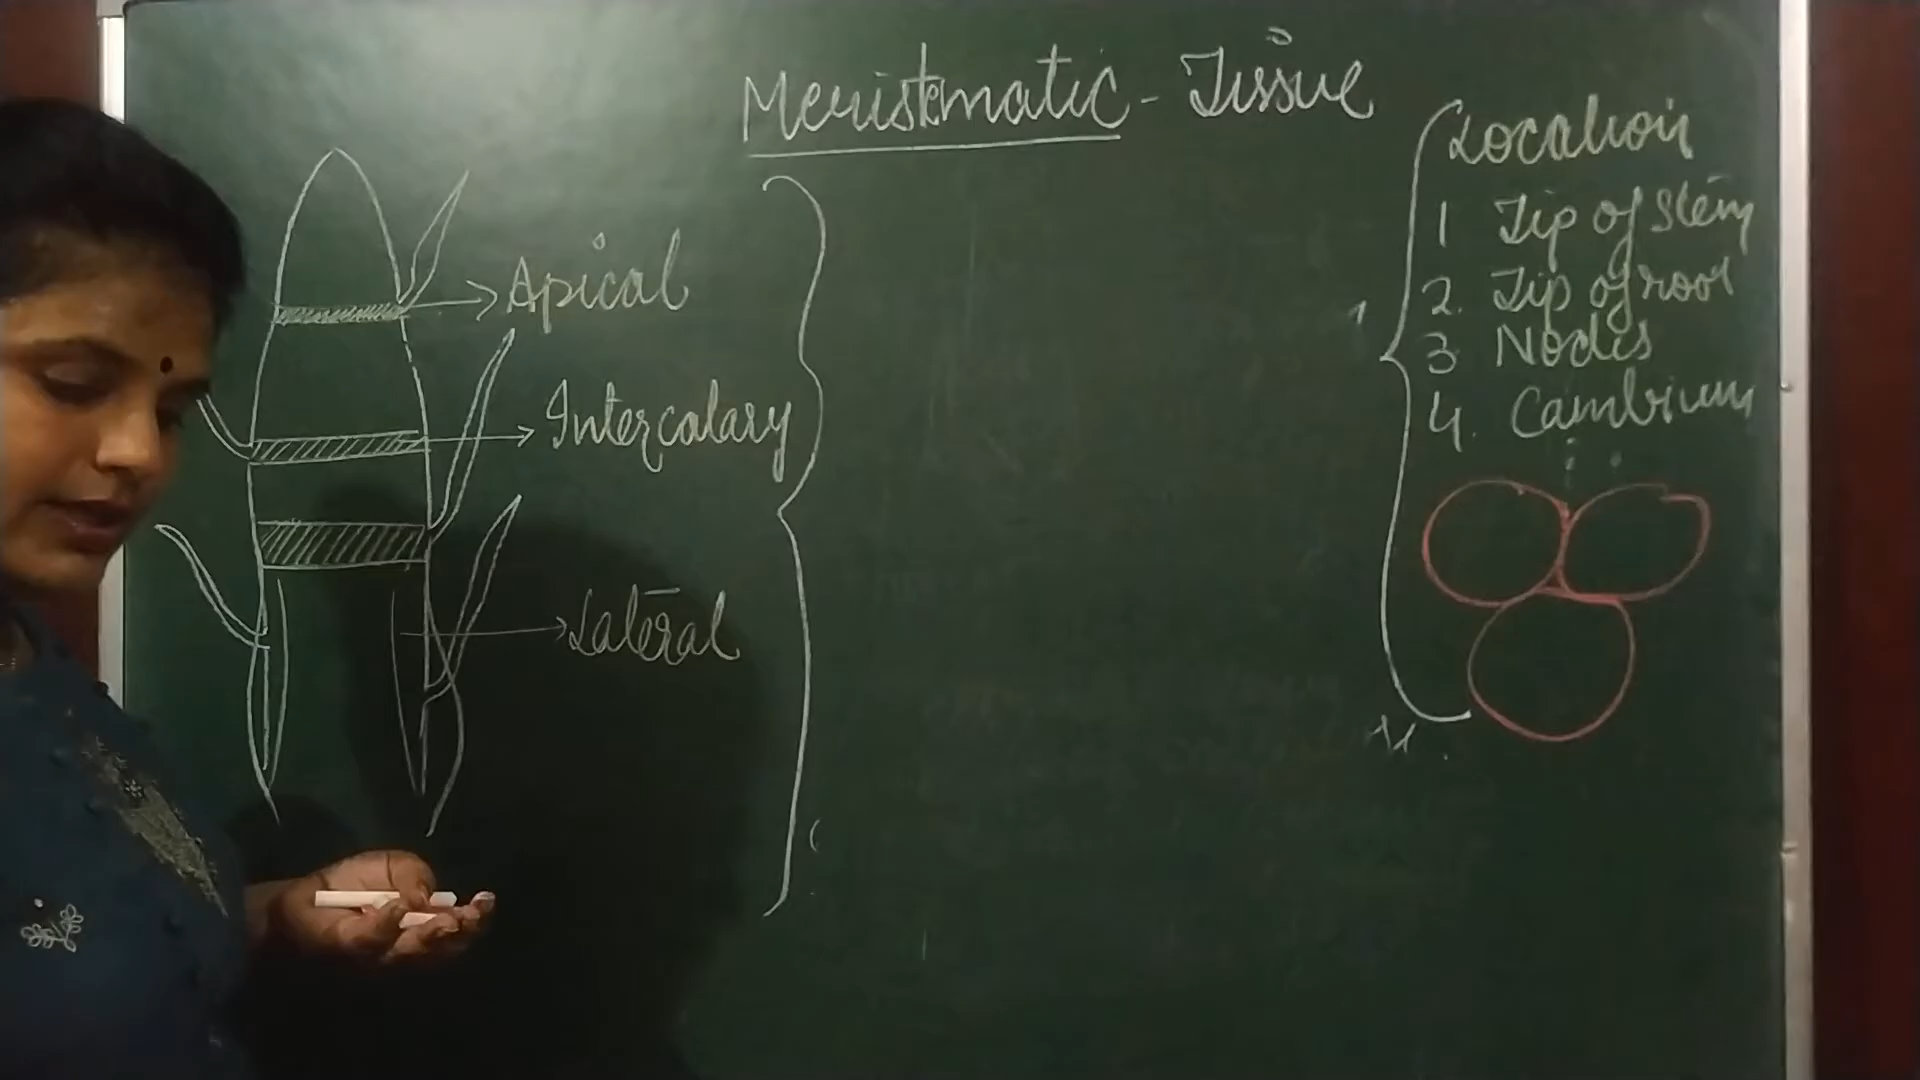 Meristematic - Tissue
Apical
Intercalary
Lateral
Location
1 Tip of stem
2. Tip of root
3 Nodes
4. Cambium